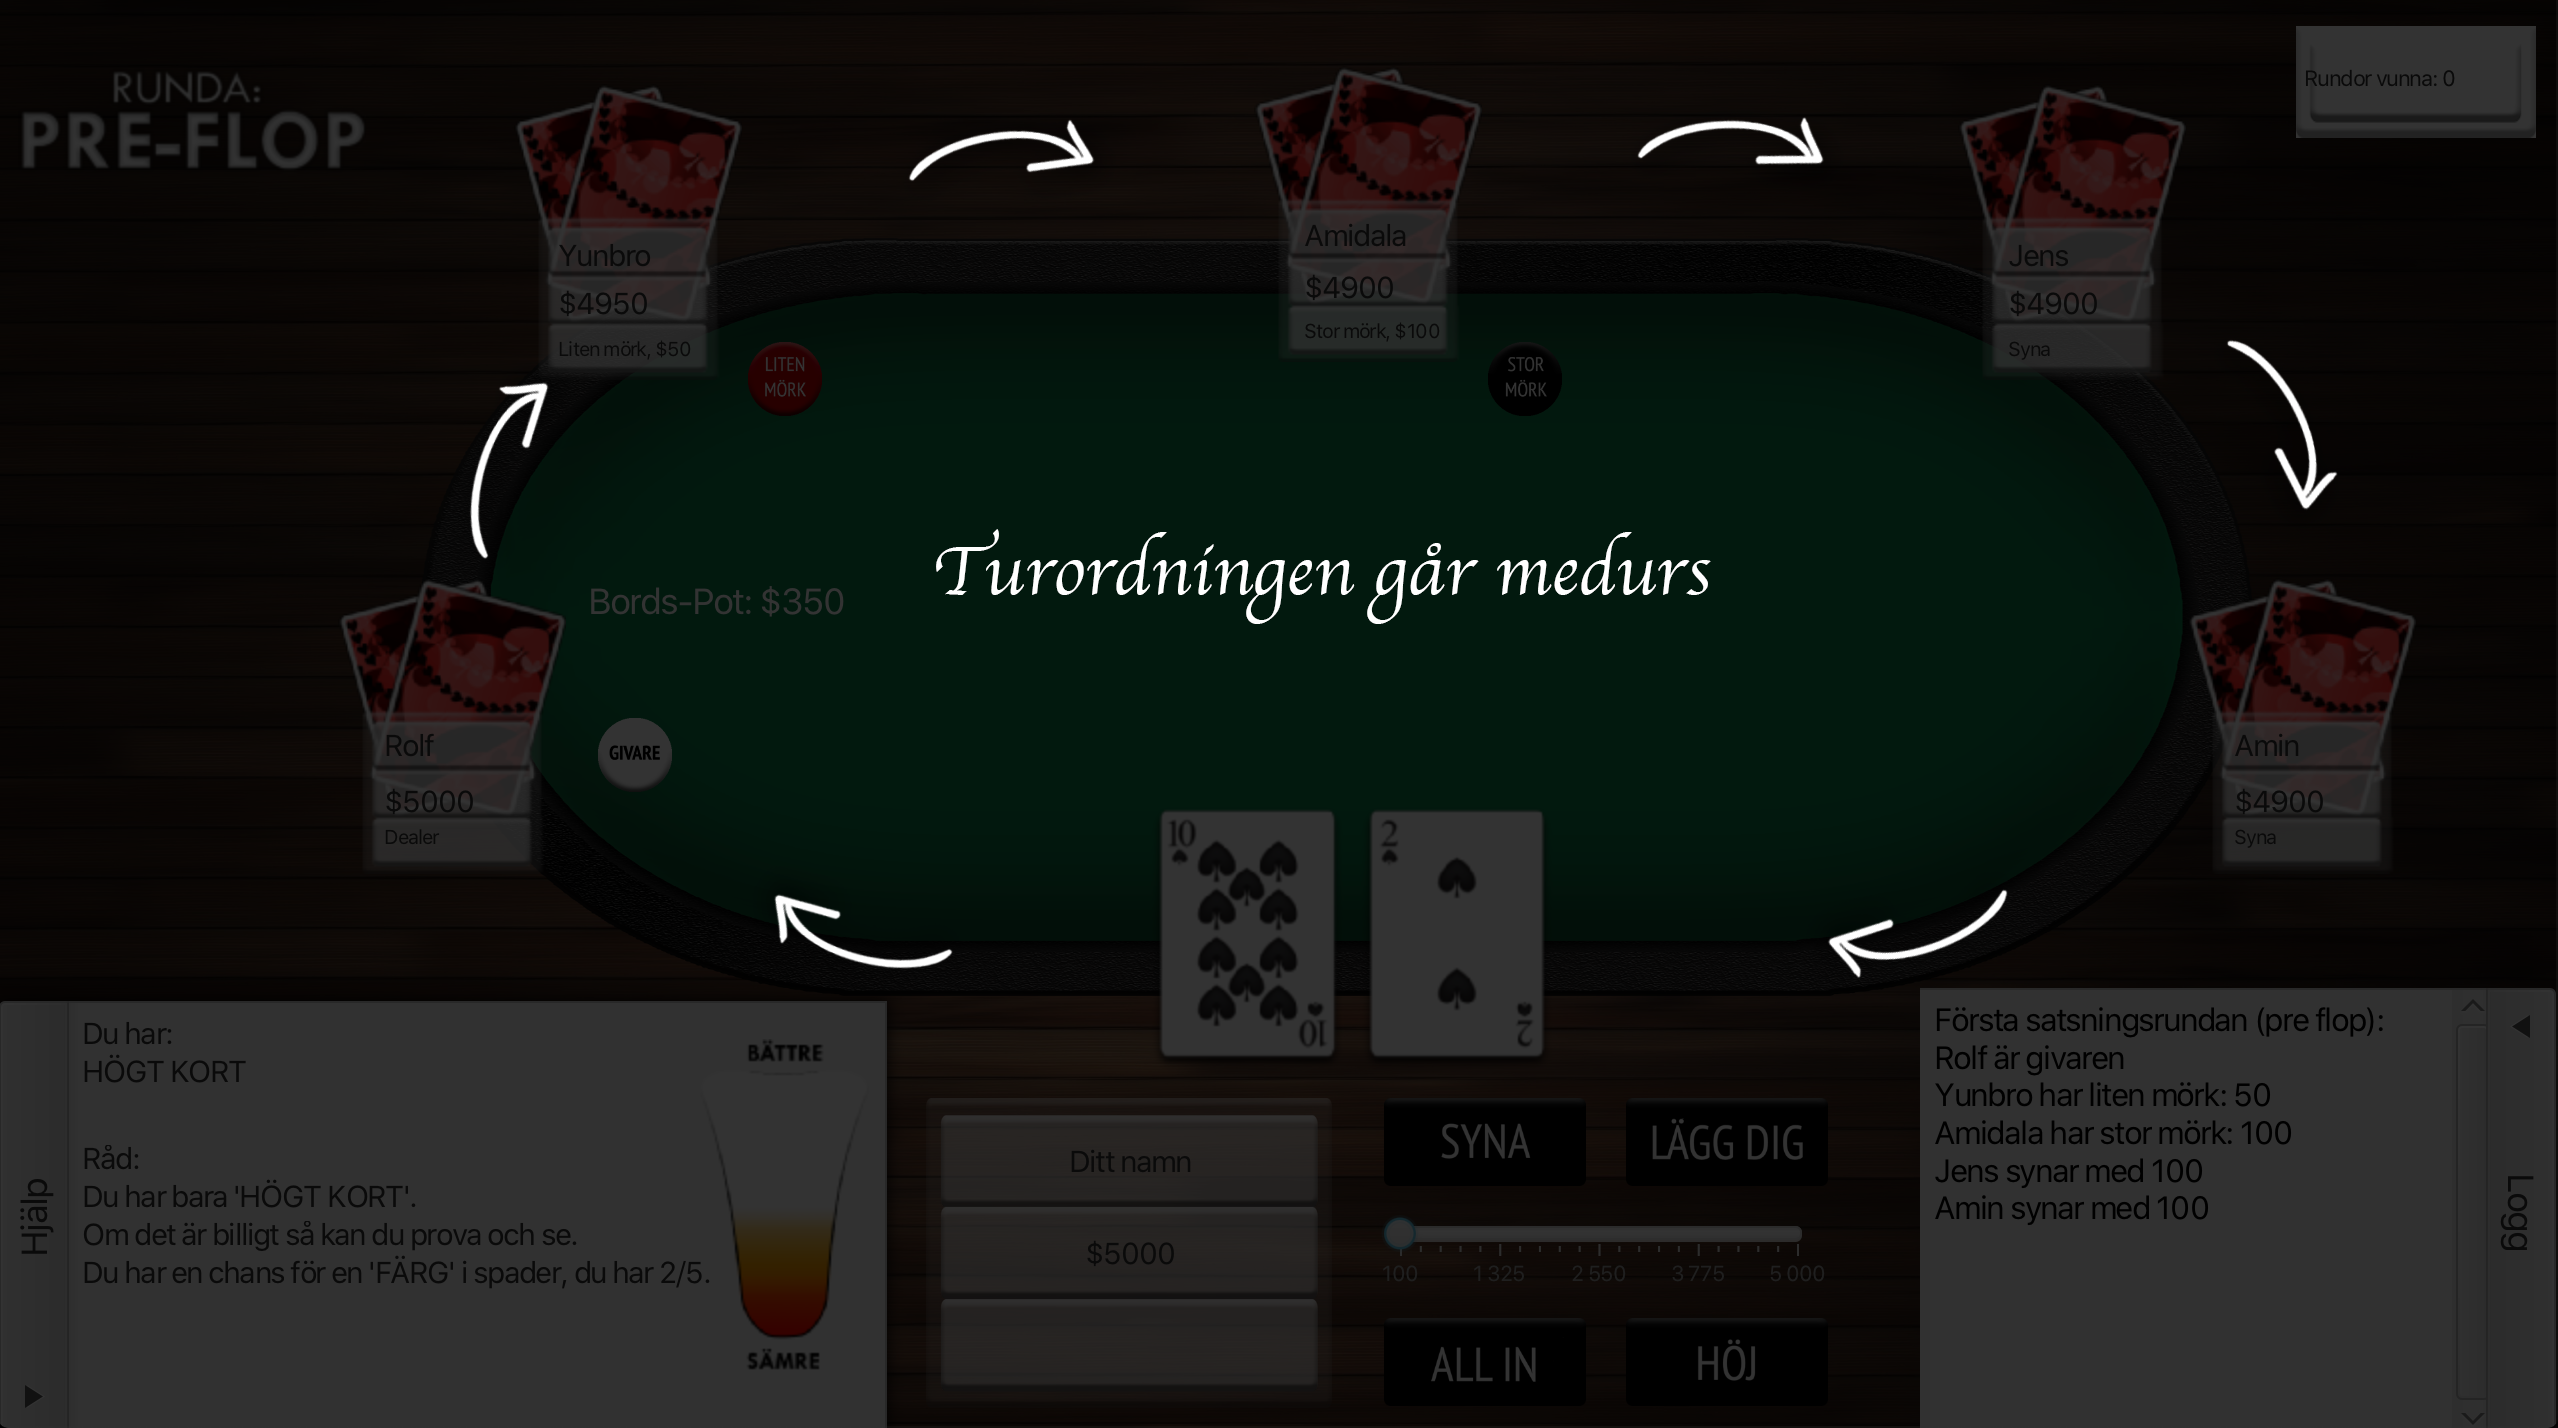 RUNDA:
PRE-FLOP
Rundor vunna: 0
Yunbro
$4950
Liten mörk, $50
Amidala
$4900
Stor mörk, $100
Jens
$4900
Syna
LITEN
MÖRK
STOR
MÖRK
Turordningen går medurs
Bords-Pot: $350
Rolf
$5000
Dealer
GIVARE
Amin
$4900
Syna
10
10
2
2
Hjälp
Du har:
HÖGT KORT
Råd:
Du har bara 'HÖGT KORT'.
Om det är billigt så kan du prova och se.
Du har en chans för en 'FÄRG' i spader, du har 2/5.
BÄTTRE
SÄMRE
Ditt namn
$5000
SYNA
LÄGG DIG
100 1 325 2 550 3 775 5 000
ALL IN
HÖJ
Första satsningsrundan (pre flop):
Rolf är givaren
Yunbro har liten mörk: 50
Amidala har stor mörk: 100
Jens synar med 100
Amin synar med 100
Logg